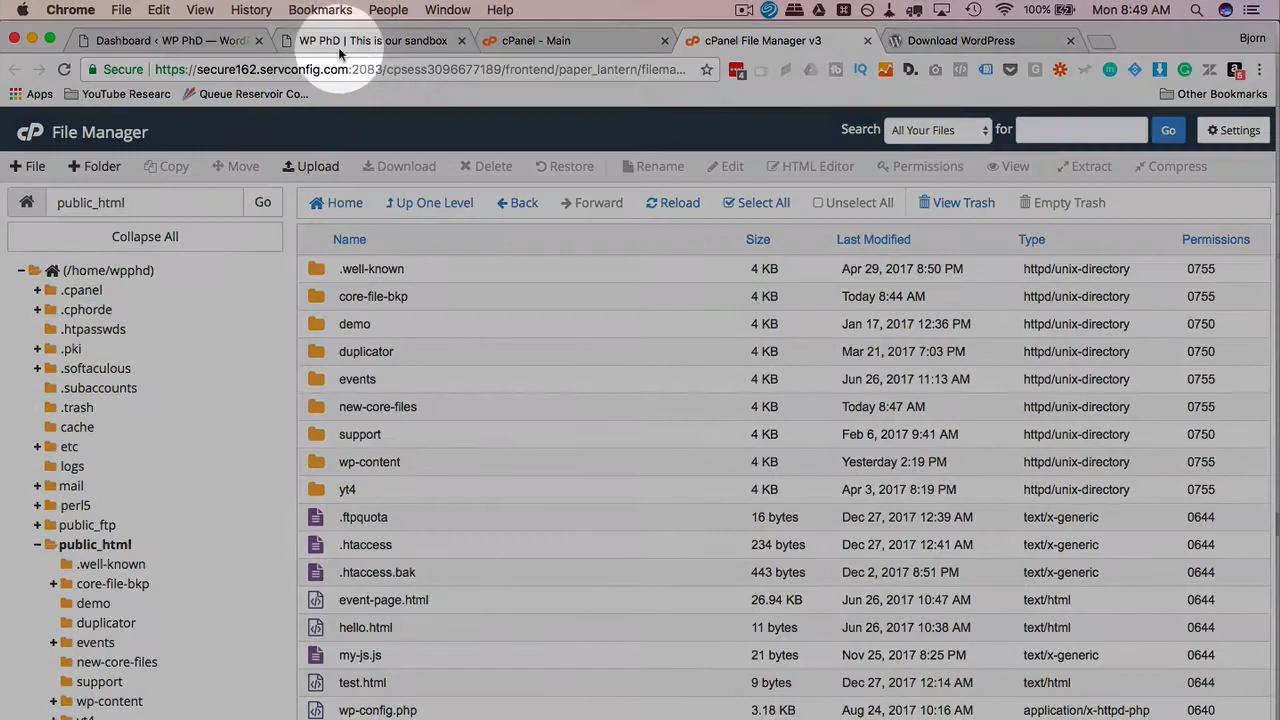 Chrome File Edit View History Bookmarks People Window Help 100% Mon 8:49 AM
Dashboard ‹ WP PhD — Word
WP PhD | This is our sandbox
cPanel - Main
cPanel File Manager v3
Download WordPress
Bjorn
Secure https://secure162.servconfig.com:2083/cpsess3096677189/frontend/paper_lantern/filema...
Apps YouTube Researc Queue Reservoir Co... Other Bookmarks
cP File Manager
Search All Your Files for Go Settings
File Folder Copy Move Upload Download Delete Restore Rename Edit HTML Editor Permissions View Extract Compress
public_html Go
Home Up One Level Back Forward Reload Select All Unselect All View Trash Empty Trash
Collapse All
(/home/wpphd)
.cpanel
.cphorde
.htpasswds
.pki
.softaculous
.subaccounts
.trash
cache
etc
logs
mail
perl5
public_ftp
public_html
.well-known
core-file-bkp
demo
duplicator
events
new-core-files
support
wp-content
yt4
Name Size Last Modified Type Permissions
.well-known 4 KB Apr 29, 2017 8:50 PM httpd/unix-directory 0755
core-file-bkp 4 KB Today 8:44 AM httpd/unix-directory 0755
demo 4 KB Jan 17, 2017 12:36 PM httpd/unix-directory 0750
duplicator 4 KB Mar 21, 2017 7:03 PM httpd/unix-directory 0750
events 4 KB Jun 26, 2017 11:13 AM httpd/unix-directory 0755
new-core-files 4 KB Today 8:47 AM httpd/unix-directory 0755
support 4 KB Feb 6, 2017 9:41 AM httpd/unix-directory 0750
wp-content 4 KB Yesterday 2:19 PM httpd/unix-directory 0755
yt4 4 KB Apr 3, 2017 8:19 PM httpd/unix-directory 0755
.ftpquota 16 bytes Dec 27, 2017 12:39 AM text/x-generic 0644
.htaccess 234 bytes Dec 27, 2017 12:41 AM text/x-generic 0644
.htaccess.bak 443 bytes Dec 2, 2017 8:51 PM text/x-generic 0644
event-page.html 26.94 KB Jun 26, 2017 10:47 AM text/html 0644
hello.html 11 bytes Jun 26, 2017 10:38 AM text/html 0644
my-js.js 21 bytes Nov 25, 2017 8:25 PM text/html 0644
test.html 9 bytes Dec 27, 2017 12:14 AM text/html 0644
wp-config.php 3.18 KB Aug 24, 2017 10:16 AM application/x-httpd-php 0640